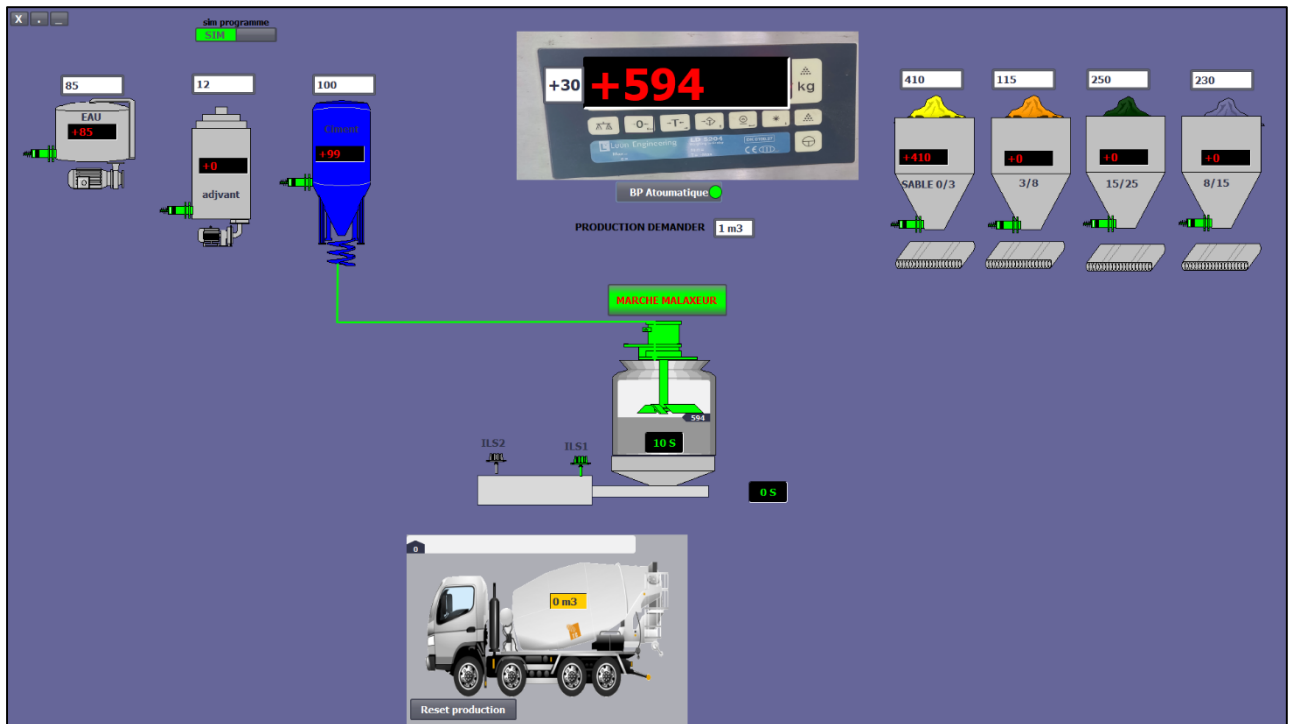 X . _
sim programme
SIM
85
12
100
EAU
+85
+0
adjvant
Ciment
+99
+30 +594
kg
-0-
-T-
Engineering
BP Atoumatique
PRODUCTION DEMANDER 1 m3
410
115
250
230
+410
+0
+0
+0
SABLE 0/3
3/8
15/25
8/15
MARCHE MALAXEUR
594
10 S
ILS2
ILS1
0 S
0
0 m3
Reset production